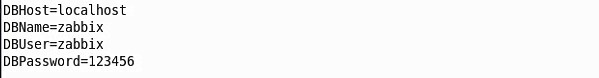 DBHost=localhost
DBName=zabbix
DBUser=zabbix
DBPassword=123456